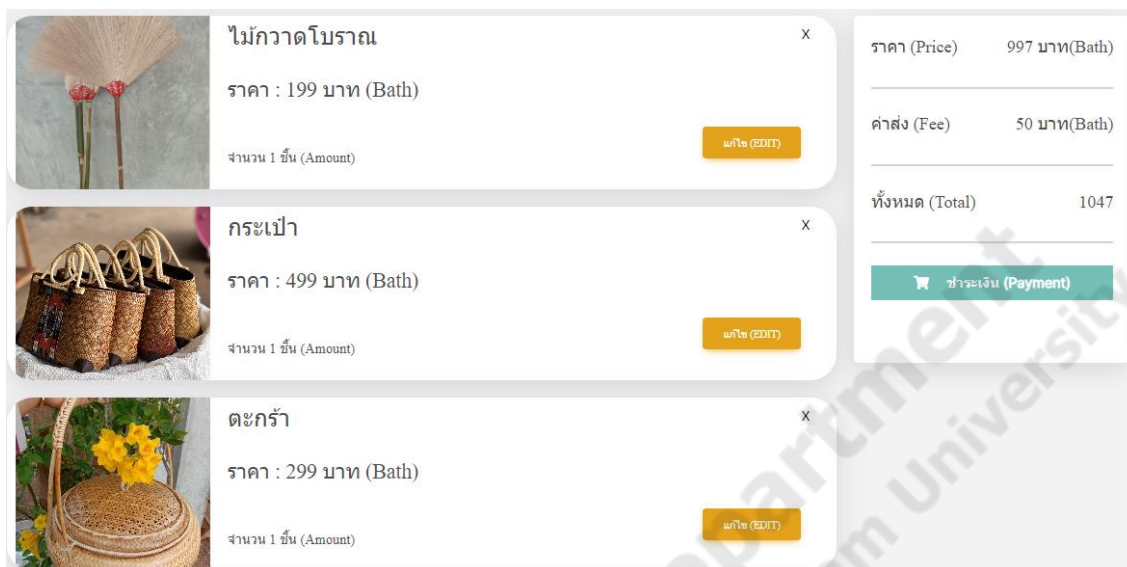 ไม้กวาดโบราณ
X
ราคา : 199 บาท (Bath)
จำนวน 1 ชิ้น (Amount)
แก้ไข (EDIT)
กระเป๋า
X
ราคา : 499 บาท (Bath)
จำนวน 1 ชิ้น (Amount)
แก้ไข (EDIT)
ตะกร้า
X
ราคา : 299 บาท (Bath)
จำนวน 1 ชิ้น (Amount)
แก้ไข (EDIT)
ราคา (Price) 997 บาท(Bath)
ค่าส่ง (Fee) 50 บาท(Bath)
ทั้งหมด (Total) 1047
ชำระเงิน (Payment)
University